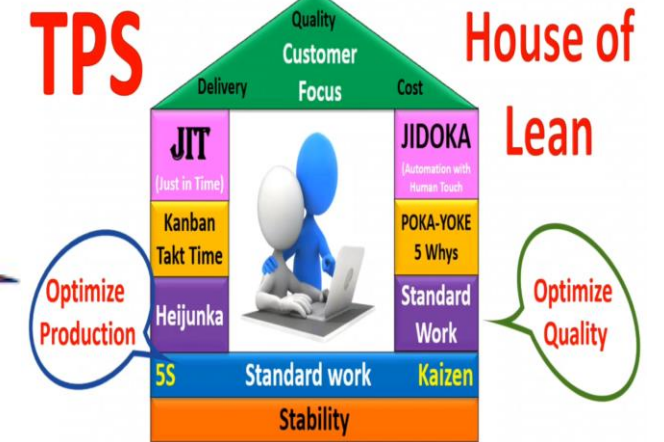 TPS
House of
Lean
Quality
Customer
Focus
Delivery
Cost
JIT
(Just in Time)
Kanban
Takt Time
Heijunka
JIDOKA
(Automation with
Human Touch
POKA-YOKE
5 Whys
Standard
Work
Optimize
Production
Optimize
Quality
5S Standard work Kaizen
Stability